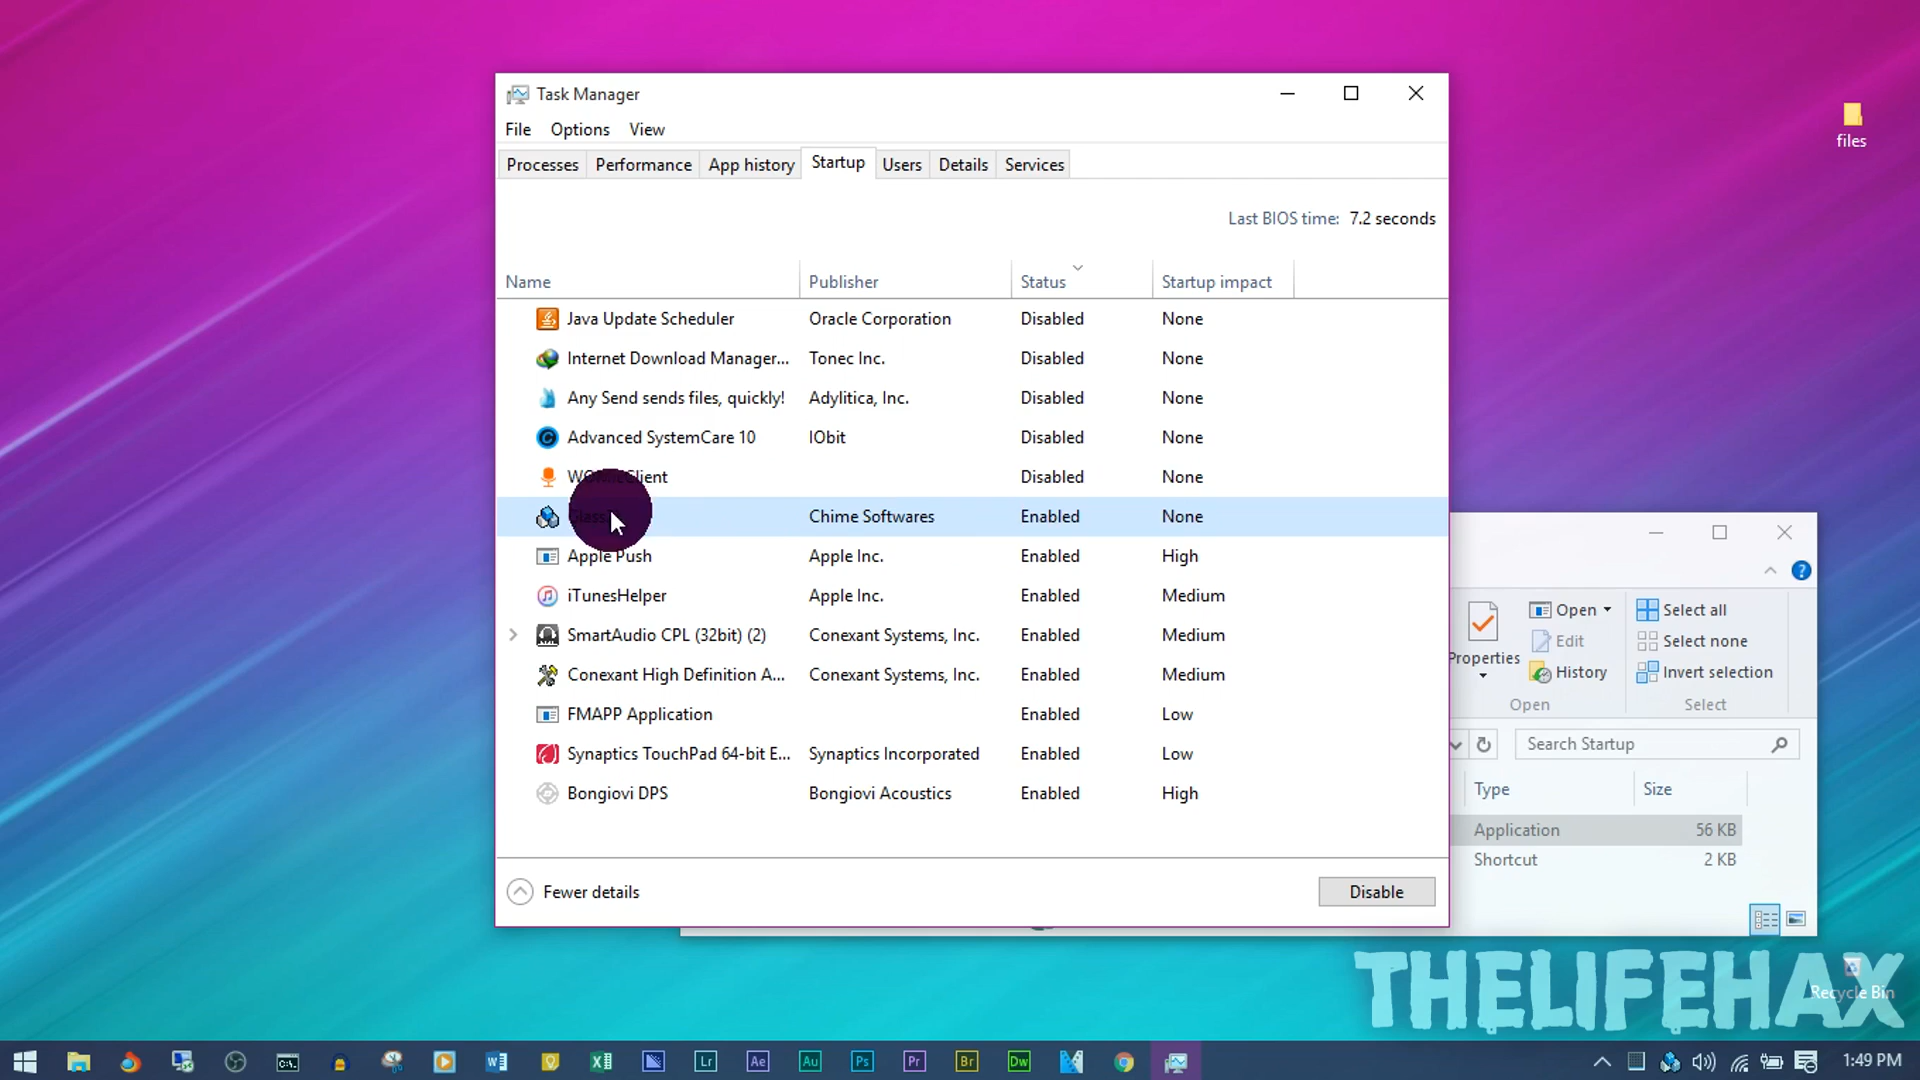 Task Manager
files
File Options View
Processes Performance App history Startup Users Details Services
Last BIOS time: 7.2 seconds
Name Publisher Status Startup impact
Java Update Scheduler Oracle Corporation Disabled None
Internet Download Manager... Tonec Inc. Disabled None
Any Send sends files, quickly! Adylitica, Inc. Disabled None
Advanced SystemCare 10 IObit Disabled None
Disabled None
Chime Softwares Enabled None
Apple Push Apple Inc. Enabled High
iTunesHelper Apple Inc. Enabled Medium
SmartAudio CPL (32bit) (2) Conexant Systems, Inc. Enabled Medium
Conexant High Definition A... Conexant Systems, Inc. Enabled Medium
FMAPP Application Enabled Low
Synaptics TouchPad 64-bit E... Synaptics Incorporated Enabled Low
Bongiovi DPS Bongiovi Acoustics Enabled High
Fewer details Disable
Open Select all
Edit Select none
Properties
History Invert selection
Open Select
Search Startup
Type Size
Application 56 KB
Shortcut 2 KB
THELIFEHAX
Recycle Bin
Lr Ae Au Ps Pr Br Dw
1:49 PM